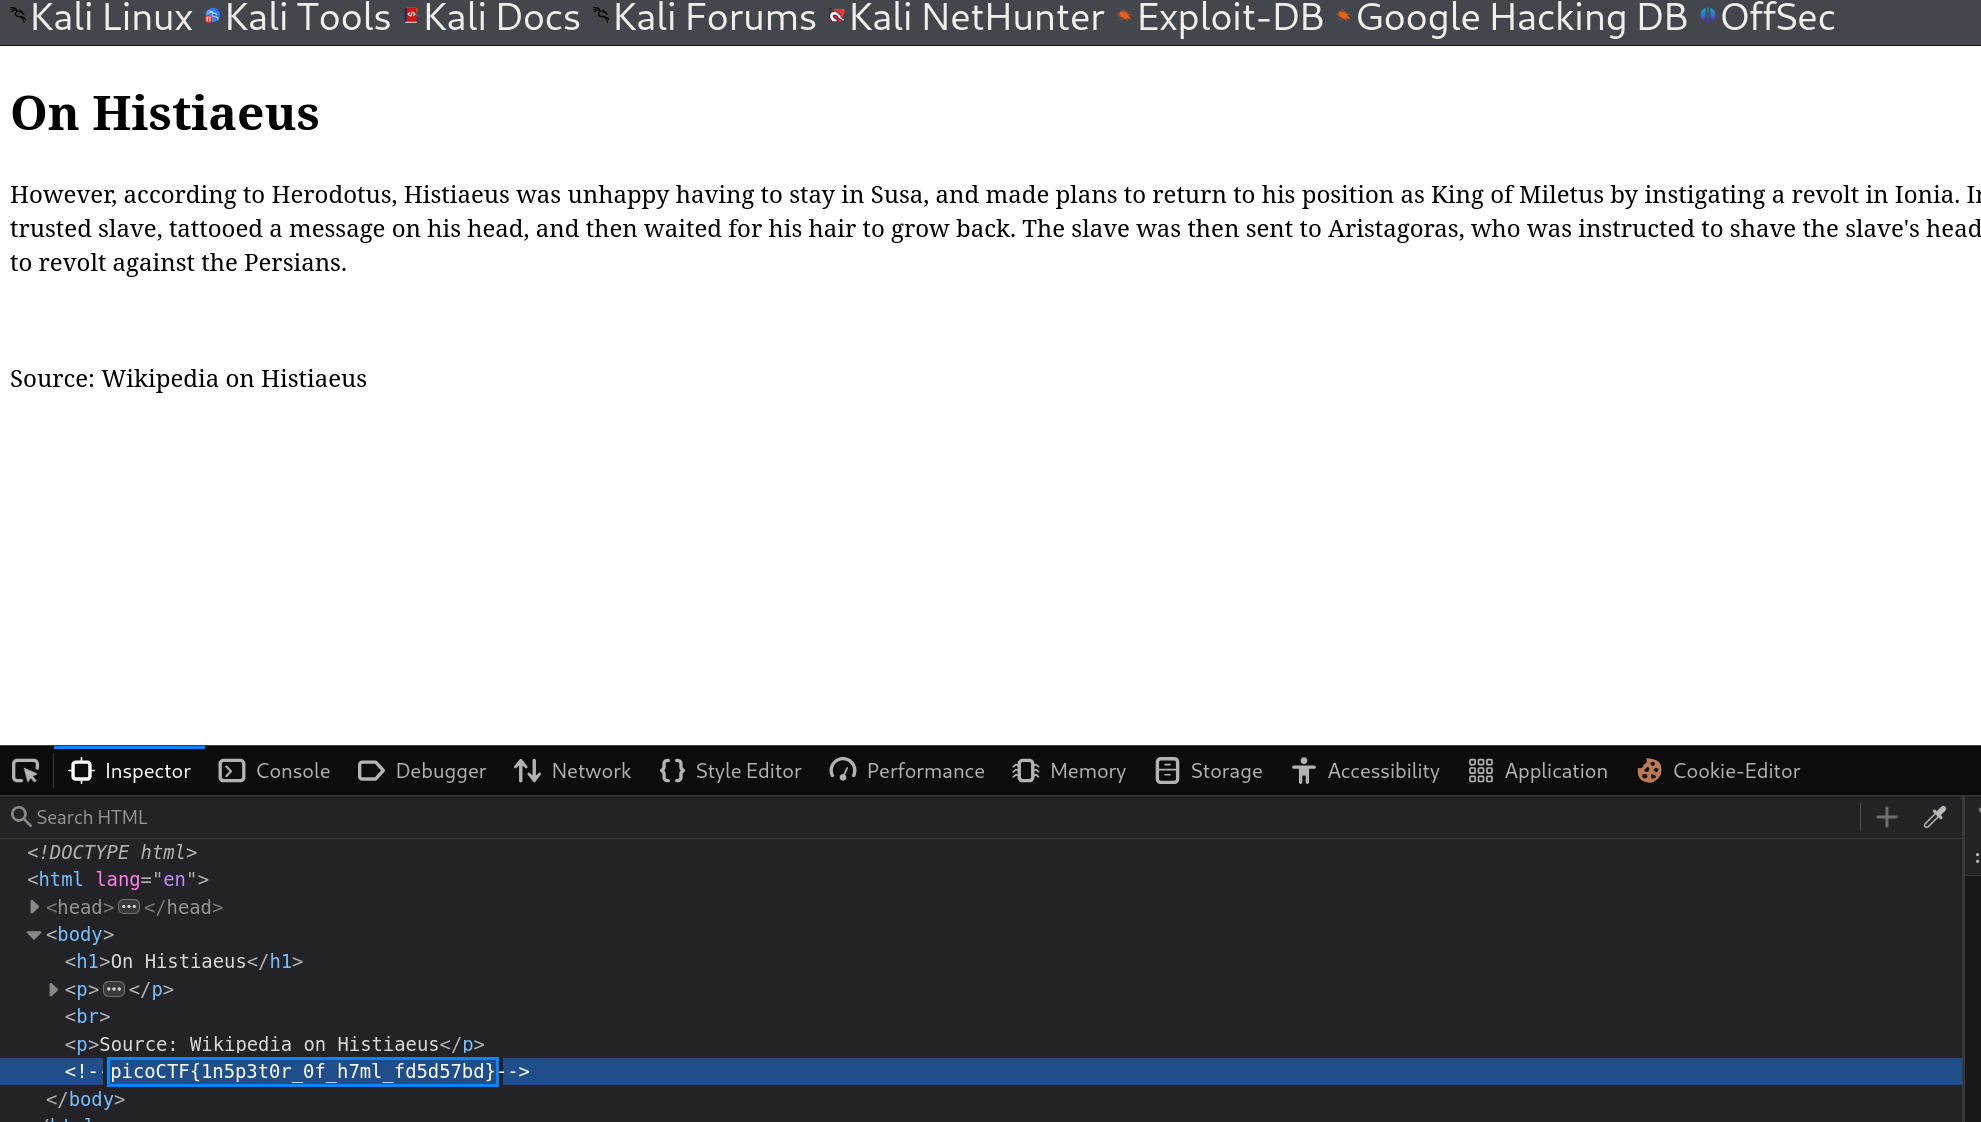 Kali Linux Kali Tools Kali Docs Kali Forums Kali NetHunter Exploit-DB Google Hacking DB OffSec
On Histiaeus
However, according to Herodotus, Histiaeus was unhappy having to stay in Susa, and made plans to return to his position as King of Miletus by instigating a revolt in Ionia.
trusted slave, tattooed a message on his head, and then waited for his hair to grow back. The slave was then sent to Aristagoras, who was instructed to shave the slave's head
to revolt against the Persians.
Source: Wikipedia on Histiaeus
Inspector Console Debugger Network Style Editor Performance Memory Storage Accessibility Application Cookie-Editor
Search HTML
<!DOCTYPE html>
<html lang="en">
<head> ••• </head>
<body>
<h1>On Histiaeus</h1>
<p> ••• </p>
<br>
<p>Source: Wikipedia on Histiaeus</p>
<!-- picoCTF{1n5p3t0r_0f_h7ml_fd5d57bd} -->
</body>